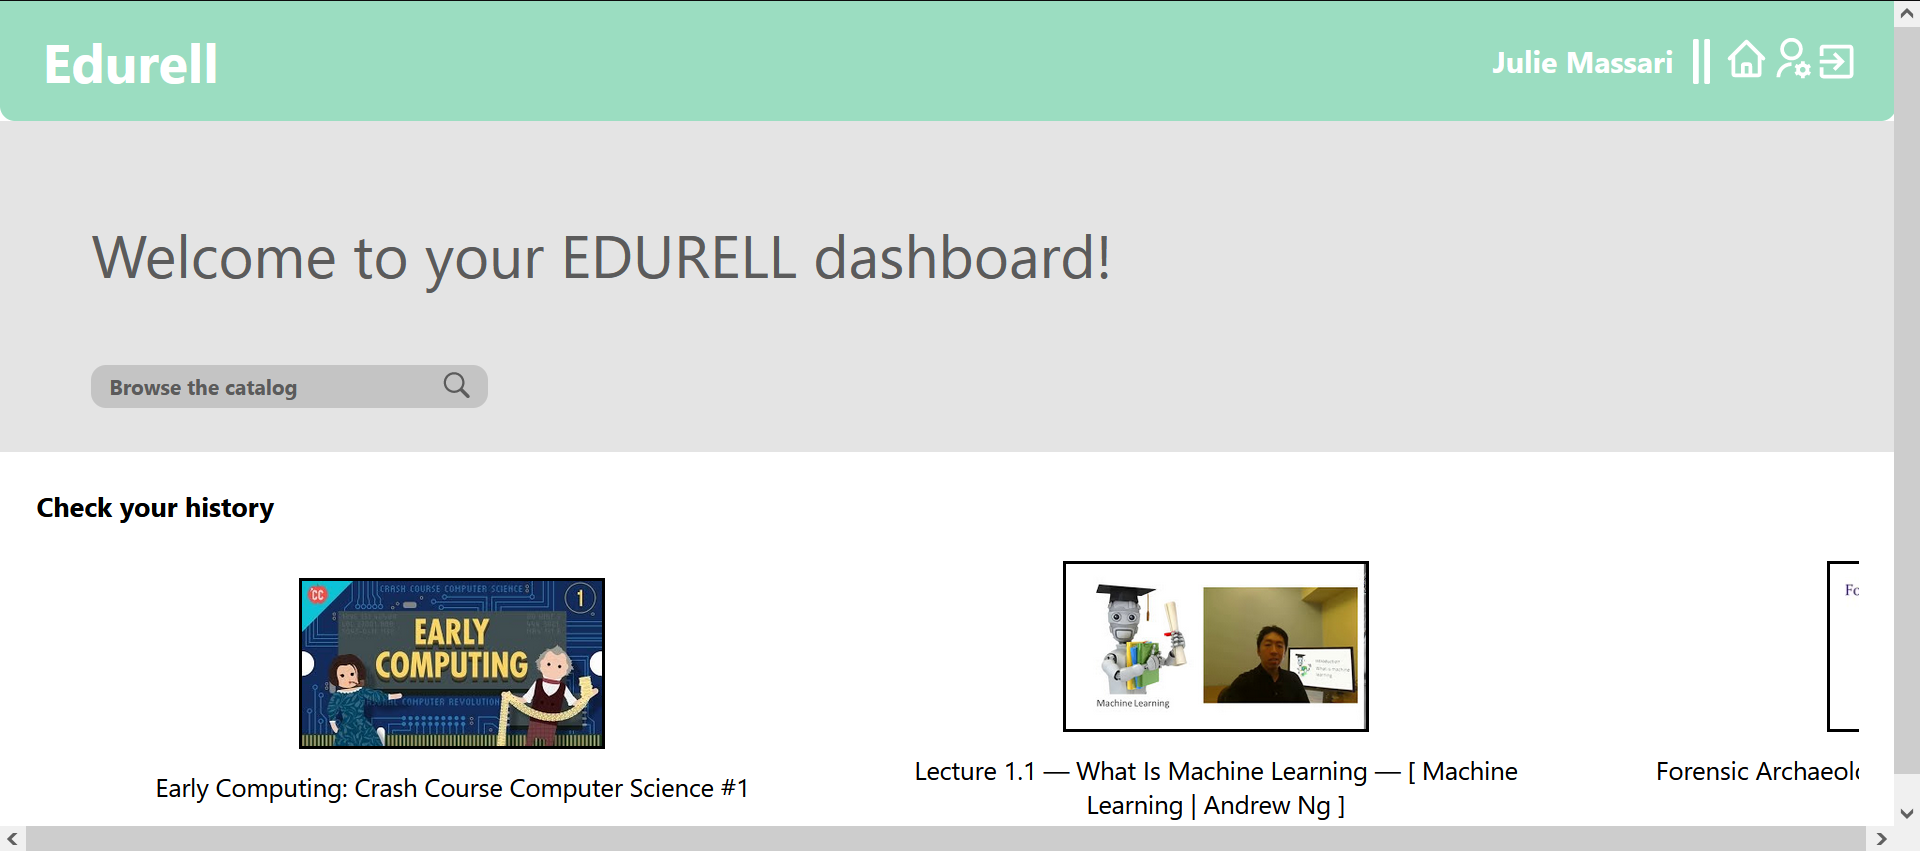 Edurell
Julie Massari
Welcome to your EDURELL dashboard!
Browse the catalog
Check your history
CC
CRASH COURSE COMPUTER SCIENCE
1
EARLY
COMPUTING
COMPUTER REVOLUTION
Early Computing: Crash Course Computer Science #1
Machine Learning
Lecture 1.1 — What Is Machine Learning — [ Machine
Learning | Andrew Ng ]
Fo
Forensic Archaeolo